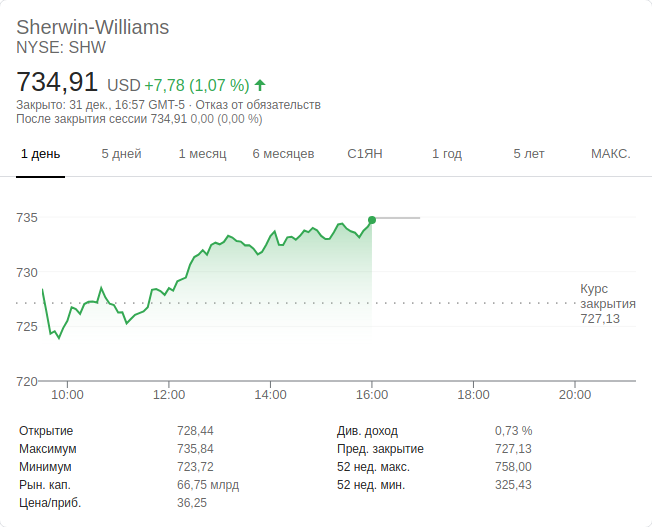 Sherwin-Williams
NYSE: SHW
734,91 USD +7,78 (1,07 %)
Закрыто: 31 дек., 16:57 GMT-5 · Отказ от обязательств
После закрытия сессии 734,91 0,00 (0,00 %)
1 день 5 дней 1 месяц 6 месяцев С1ЯН 1 год 5 лет МАКС.
735
730
725
720
Курс
закрытия
727,13
10:00 12:00 14:00 16:00 18:00 20:00
Открытие 728,44 Див. доход 0,73 %
Максимум 735,84 Пред. закрытие 727,13
Минимум 723,72 52 нед. макс. 758,00
Рын. кап. 66,75 млрд 52 нед. мин. 325,43
Цена/приб. 36,25